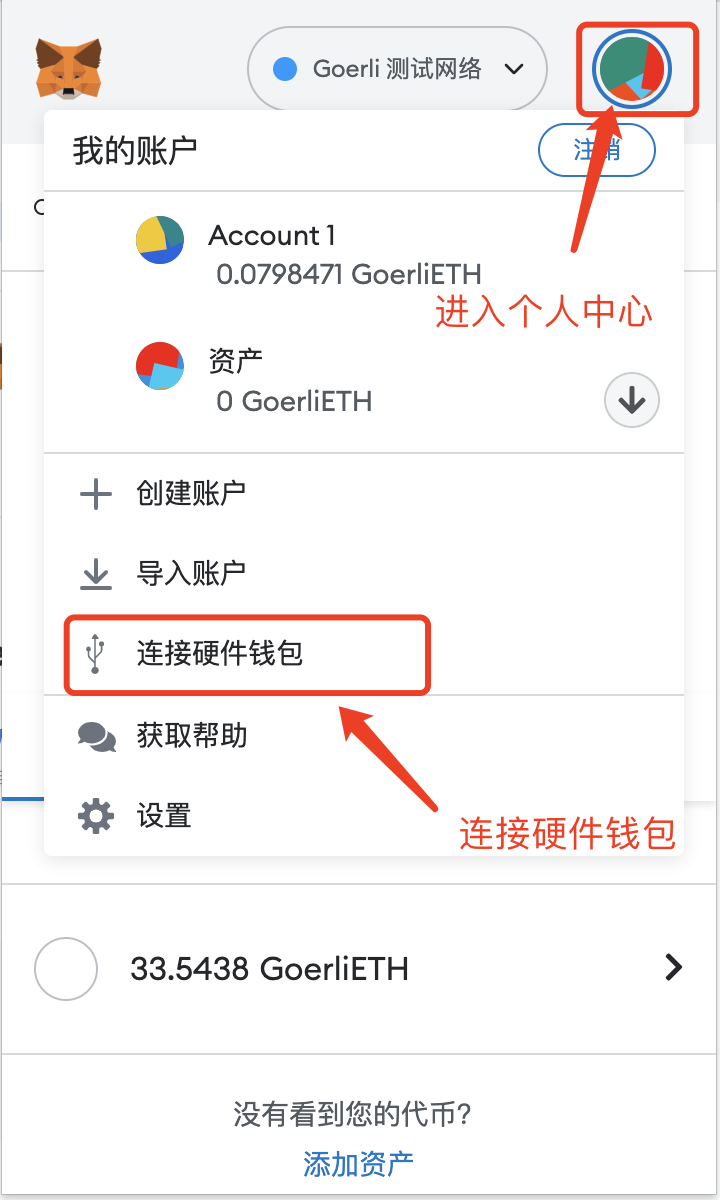 Goerli 测试网络
我的账户
注销
Account 1
0.0798471 GoerliETH
进入个人中心
资产
0 GoerliETH
创建账户
导入账户
连接硬件钱包
获取帮助
设置
连接硬件钱包
33.5438 GoerliETH
没有看到您的代币?
添加资产